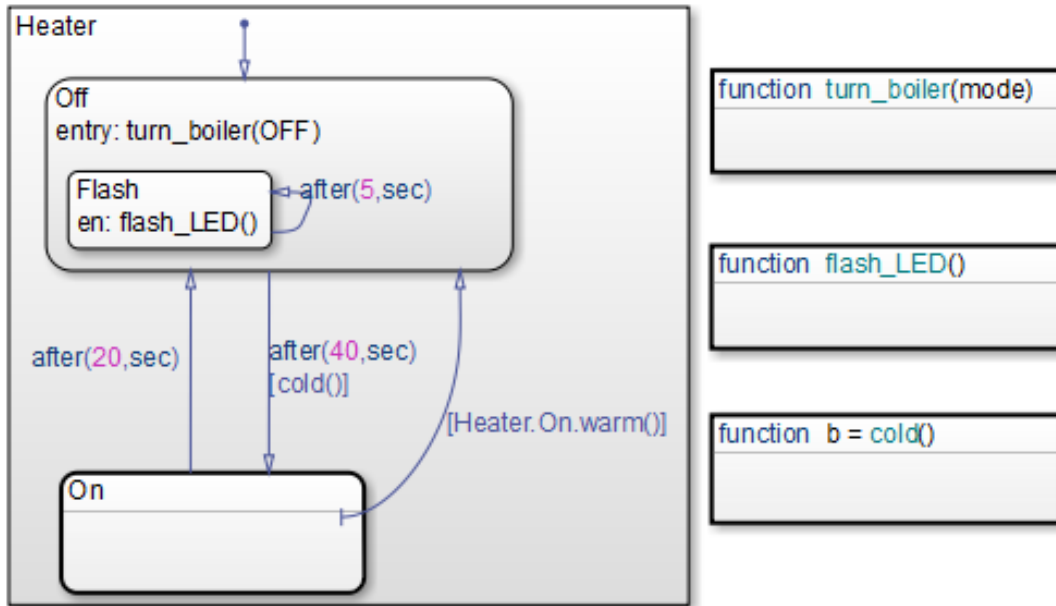 Heater
Off
entry: turn_boiler(OFF)
Flash
en: flash_LED()
after(5,sec)
after(20,sec)
after(40,sec)
[cold()]
[Heater.On.warm()]
On
function turn_boiler(mode)
function flash_LED()
function b = cold()